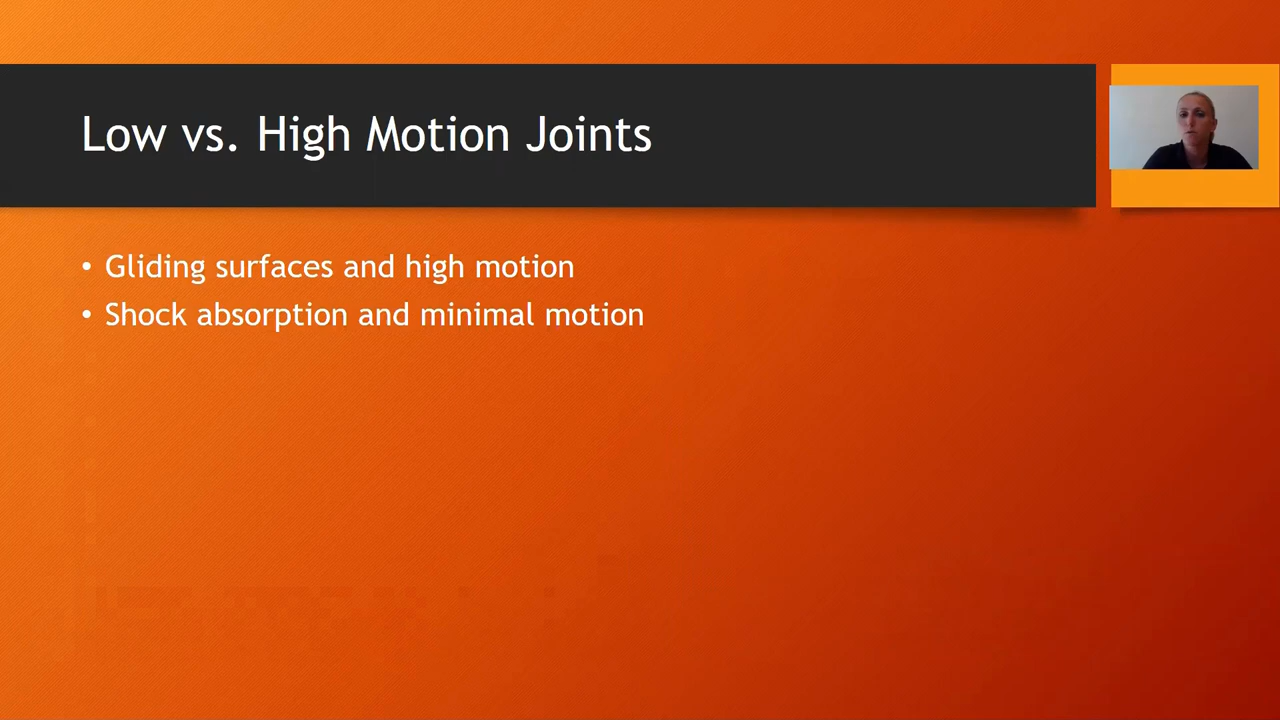 Low vs. High Motion Joints
• Gliding surfaces and high motion
• Shock absorption and minimal motion